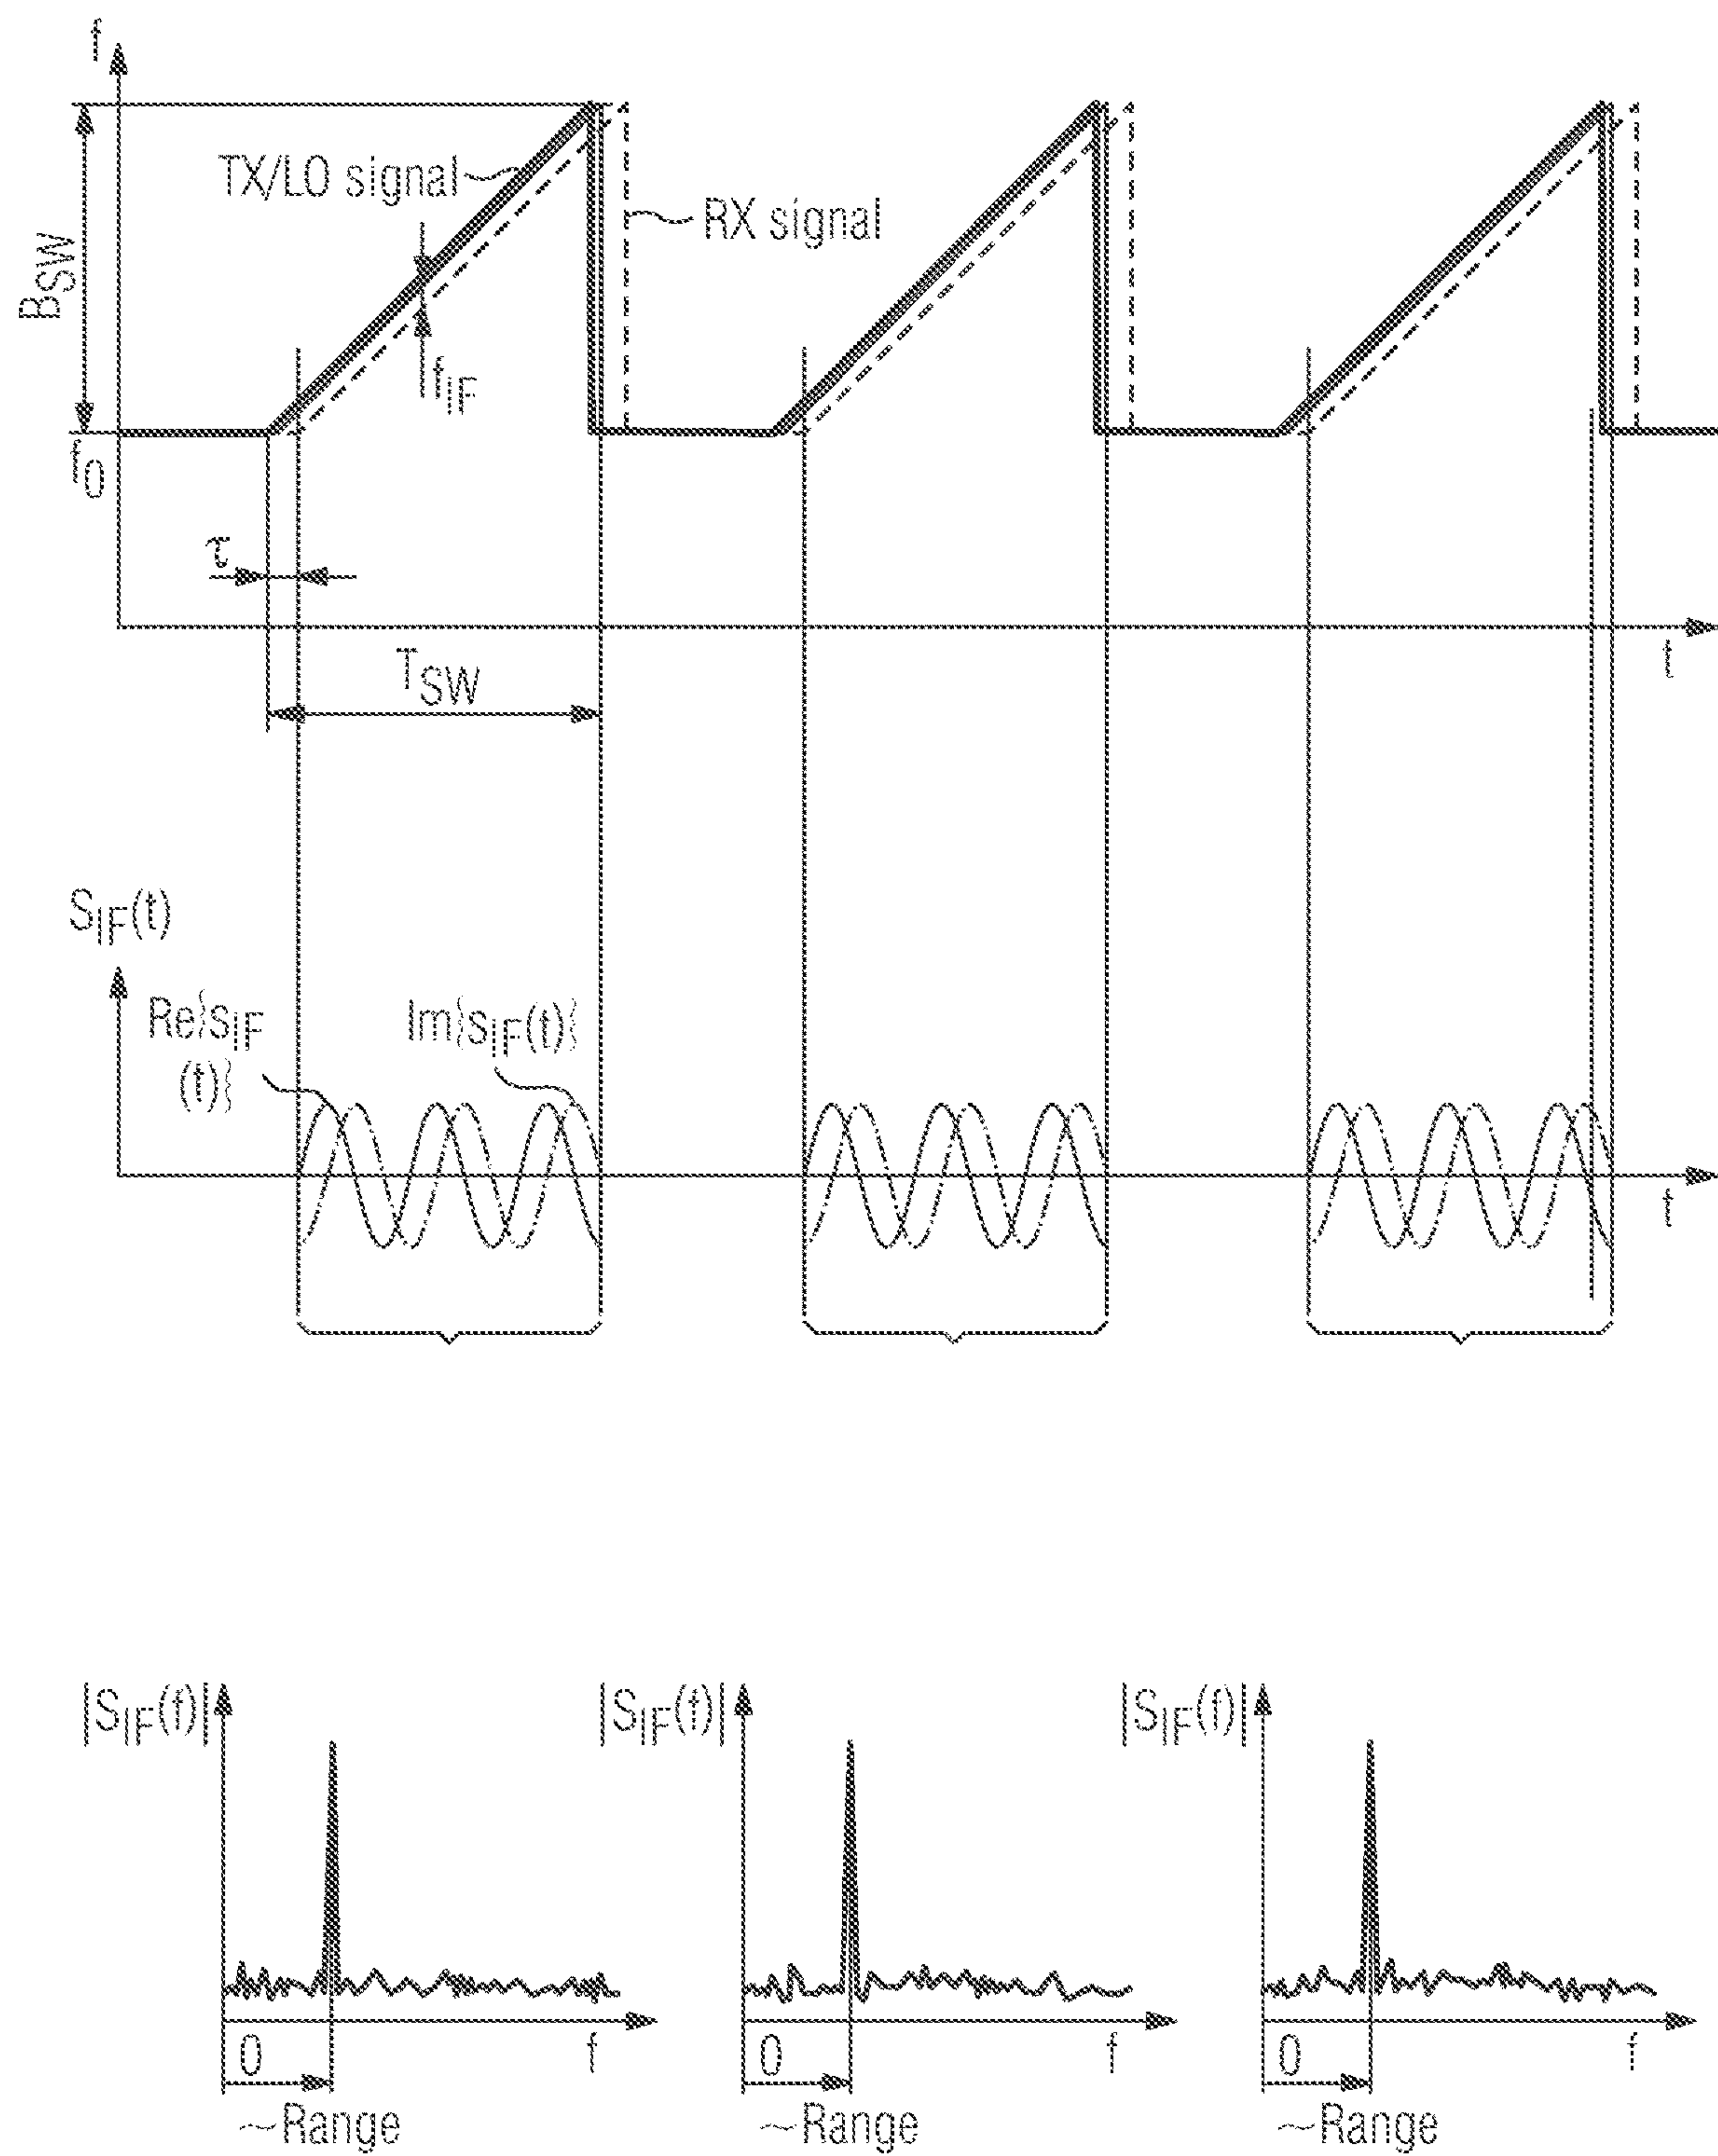 f
TX/LO signal
RX signal
BSW
fIF
f0
τ
t
TSW
SIF(t)
Re{sIF
(t)}
Im}sIF(t){
t
|SIF(f)| |SIF(f)| |SIF(f)|
0 f 0 f 0 f
~Range ~Range ~Range